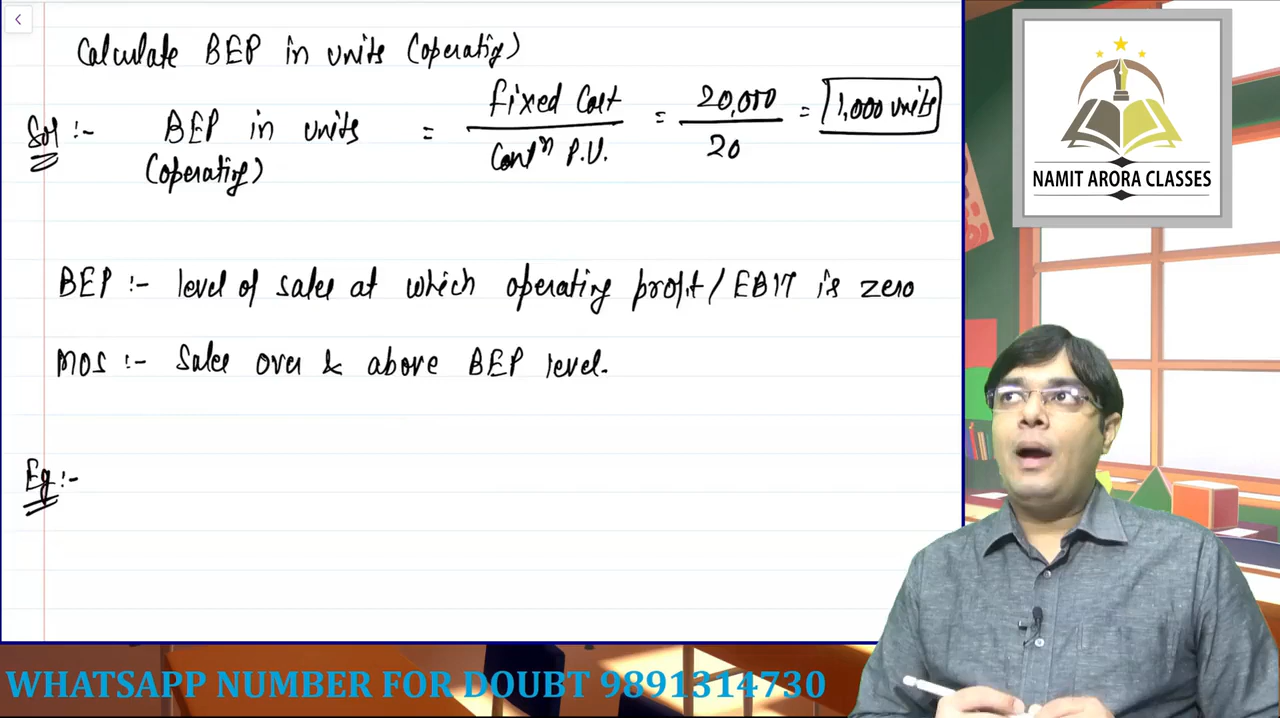 Calculate BEP in units (operating)
Sol :- BEP in units (operating) = Fixed Cost / Contn P.U. = 20,000 / 20 = 1,000 units
BEP :- level of sales at which operating profit / EBIT is zero
MOS :- Sales over & above BEP level.
Eg :-
NAMIT ARORA CLASSES
WHATSAPP NUMBER FOR DOUBT 9891314730